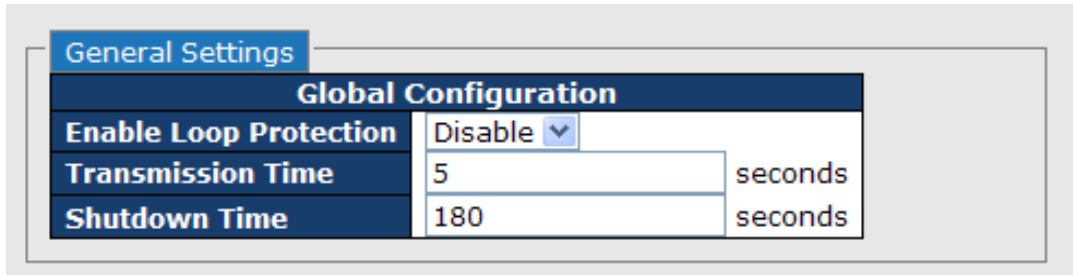 General Settings
Global Configuration
Enable Loop Protection Disable
Transmission Time 5 seconds
Shutdown Time 180 seconds